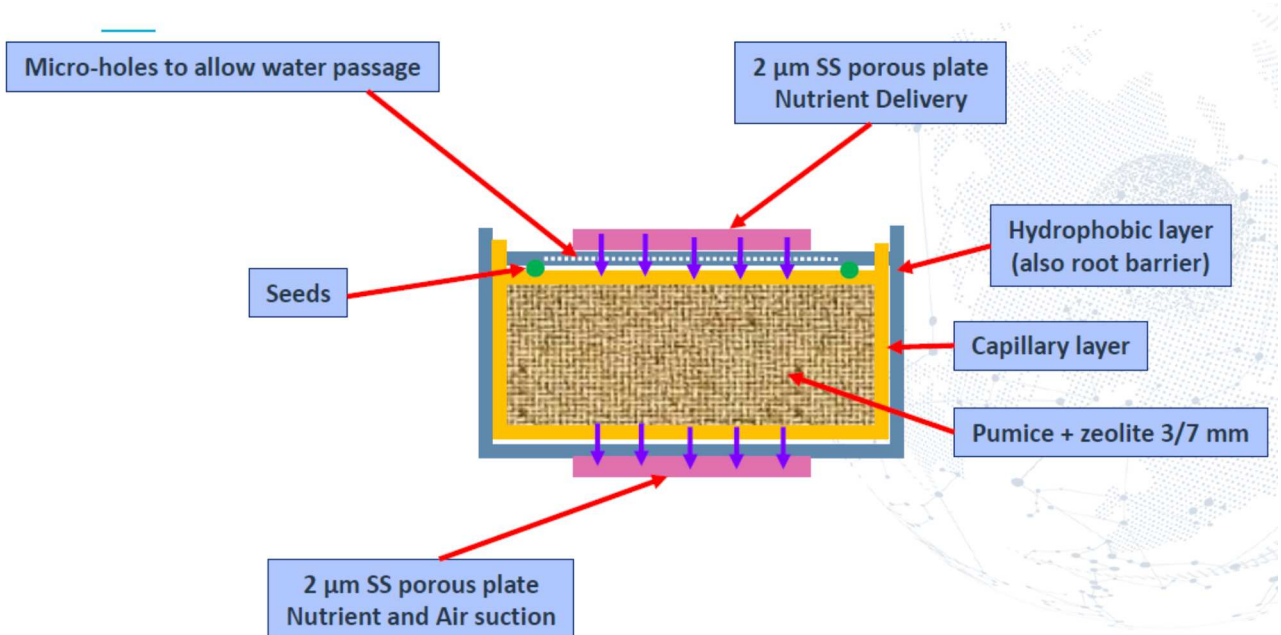 Micro-holes to allow water passage
2 µm SS porous plate
Nutrient Delivery
Hydrophobic layer
(also root barrier)
Seeds
Capillary layer
Pumice + zeolite 3/7 mm
2 µm SS porous plate
Nutrient and Air suction